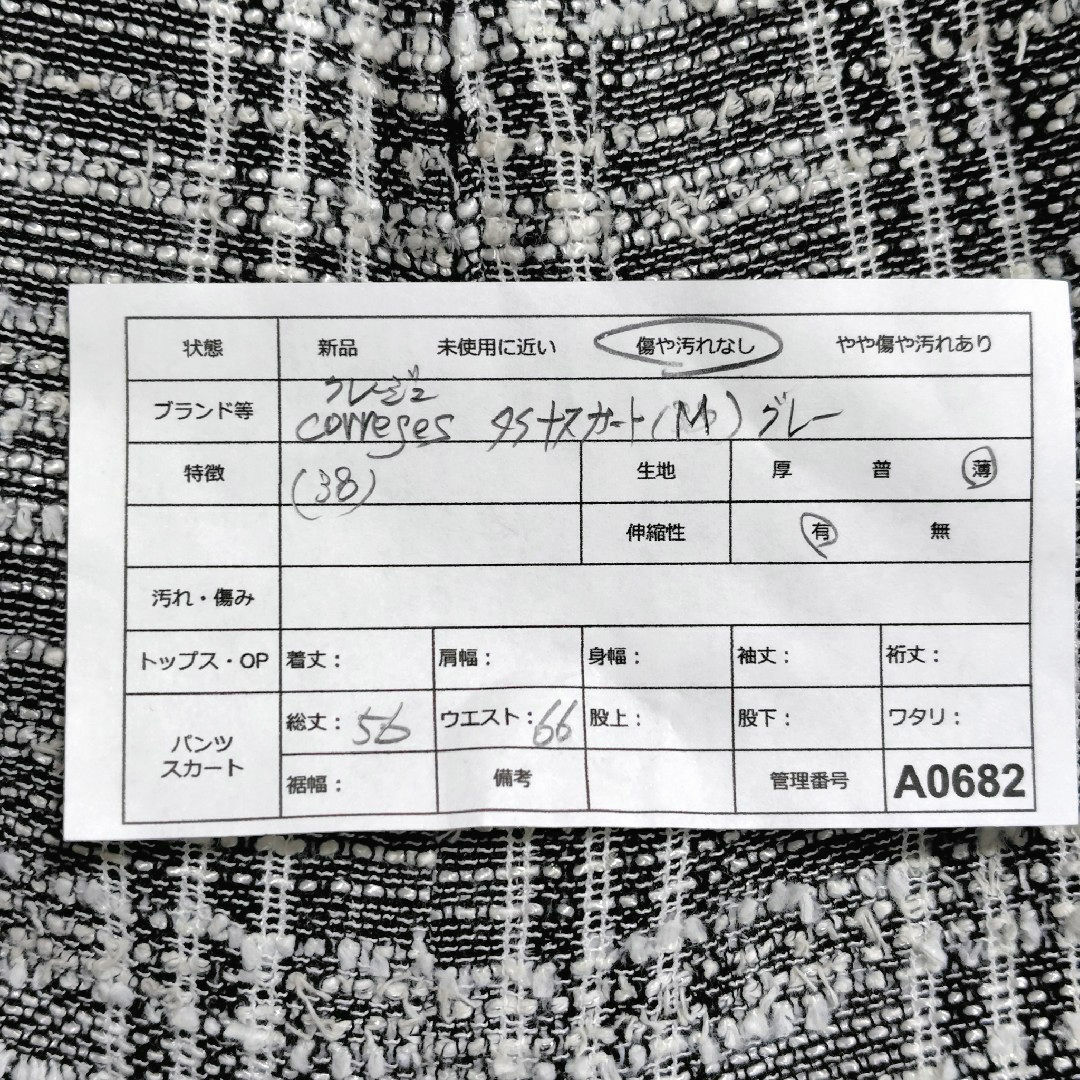 状態 新品 未使用に近い 傷や汚れなし やや傷や汚れあり
クレージュ
ブランド等 correges タイトスカート(M) グレー
特徴 (38) 生地 厚 普 薄
伸縮性 有 無
汚れ・傷み
トップス・OP 着丈： 肩幅： 身幅： 袖丈： 裄丈：
パンツ
スカート
総丈：56 ウエスト：66 股上： 股下： ワタリ：
裾幅： 備考 管理番号 A0682